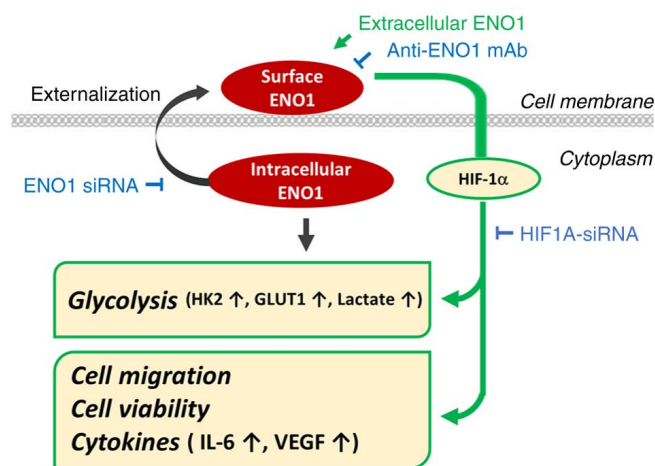 Extracellular ENO1
Anti-ENO1 mAb
Surface
ENO1
Externalization
Cell membrane
Cytoplasm
Intracellular
ENO1
HIF-1α
ENO1 siRNA
HIF1A-siRNA
Glycolysis (HK2 ↑, GLUT1 ↑, Lactate ↑)
Cell migration
Cell viability
Cytokines ( IL-6 ↑, VEGF ↑)